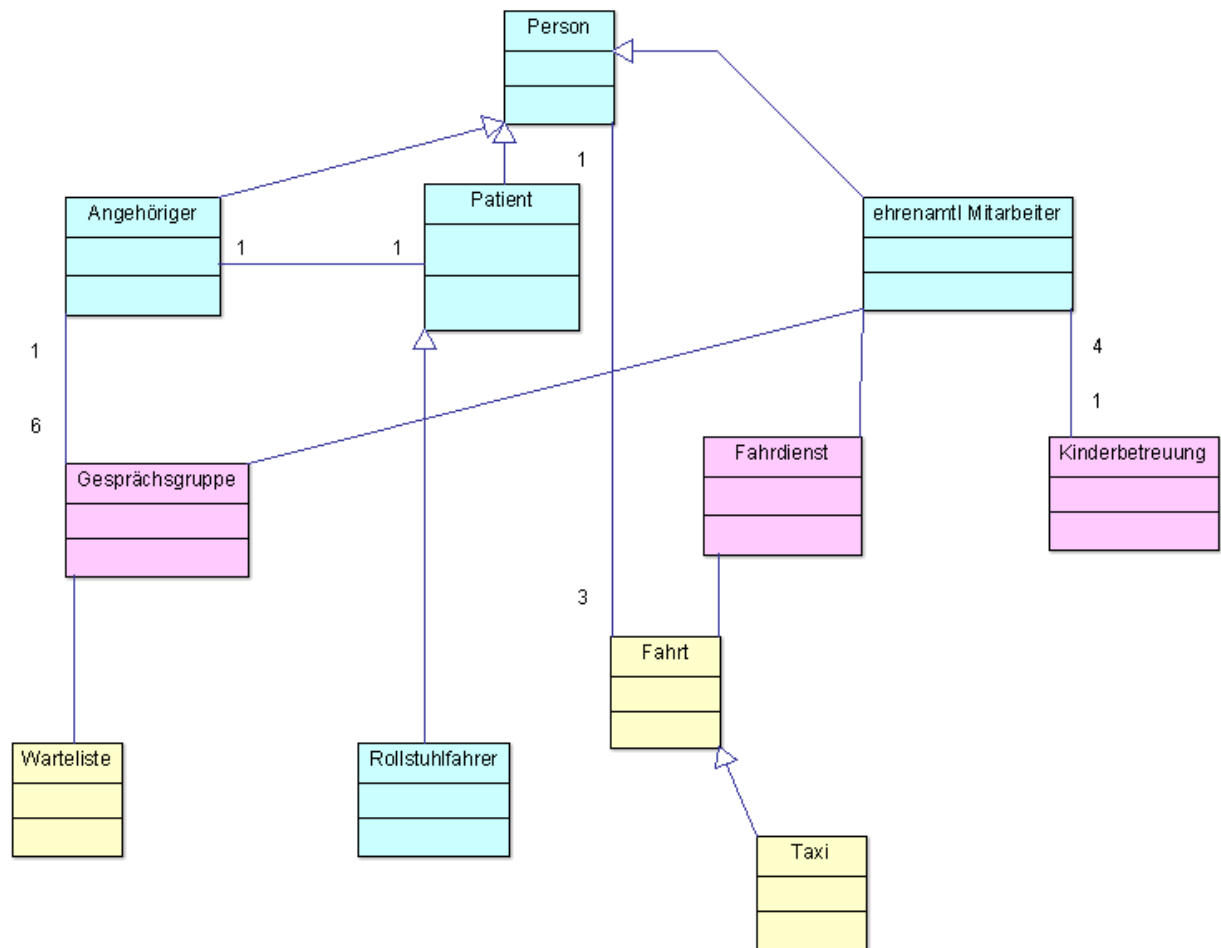 Person
1
Angehöriger
Patient
ehrenamtl Mitarbeiter
1
1
1
4
6
1
Gesprächsgruppe
Fahrdienst
Kinderbetreuung
3
Fahrt
Warteliste
Rollstuhlfahrer
Taxi